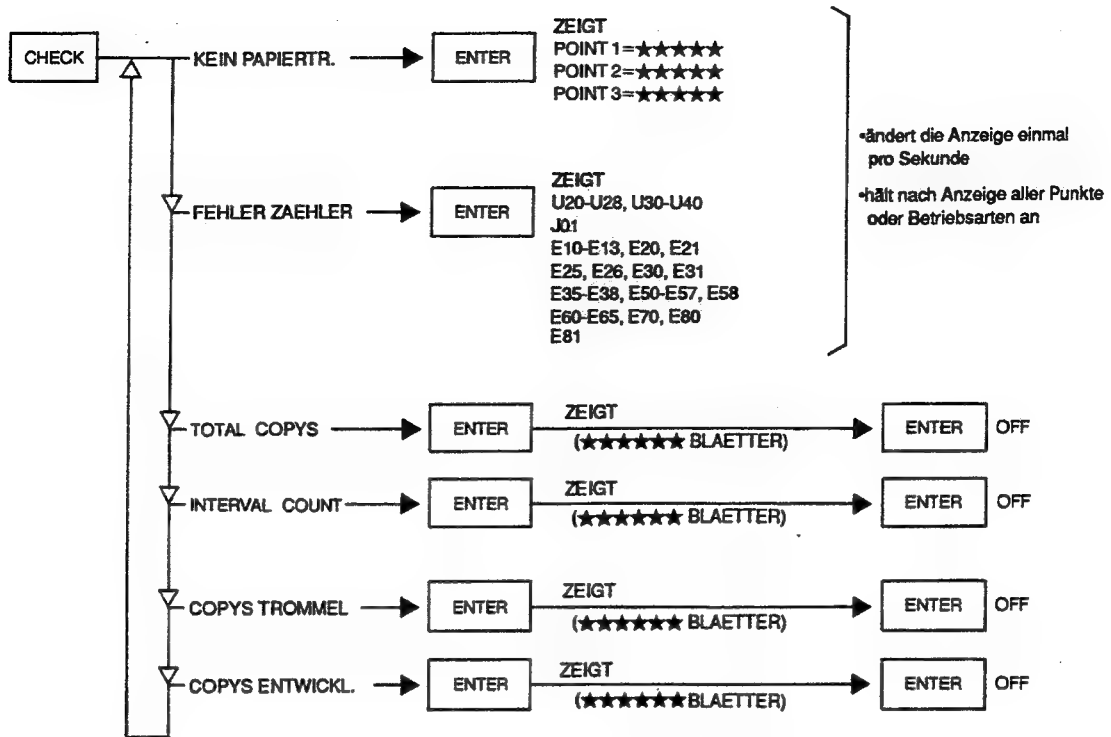 ZEIGT
CHECK KEIN PAPIERTR. ENTER POINT 1=★★★★★
POINT 2=★★★★★
POINT 3=★★★★★
•ändert die Anzeige einmal
pro Sekunde
•hält nach Anzeige aller Punkte
oder Betriebsarten an
ZEIGT
FEHLER ZAEHLER ENTER U20-U28, U30-U40
J01
E10-E13, E20, E21
E25, E26, E30, E31
E35-E38, E50-E57, E58
E60-E65, E70, E80
E81
TOTAL COPYS ENTER ZEIGT ENTER OFF
(★★★★★★ BLAETTER)
INTERVAL COUNT ENTER ZEIGT ENTER OFF
(★★★★★★ BLAETTER)
COPYS TROMMEL ENTER ZEIGT ENTER OFF
(★★★★★★ BLAETTER)
COPYS ENTWICKL. ENTER ZEIGT ENTER OFF
(★★★★★★ BLAETTER)